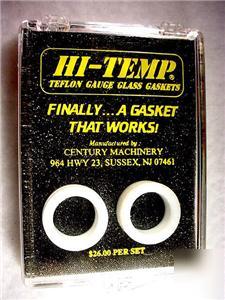 HI-TEMP®
TEFLON GAUGE GLASS GASKETS
FINALLY...A GASKET
THAT WORKS!
Manufactured by
CENTURY MACHINERY
964 HWY 23, SUSSEX, NJ 07461
$26.00 PER SET